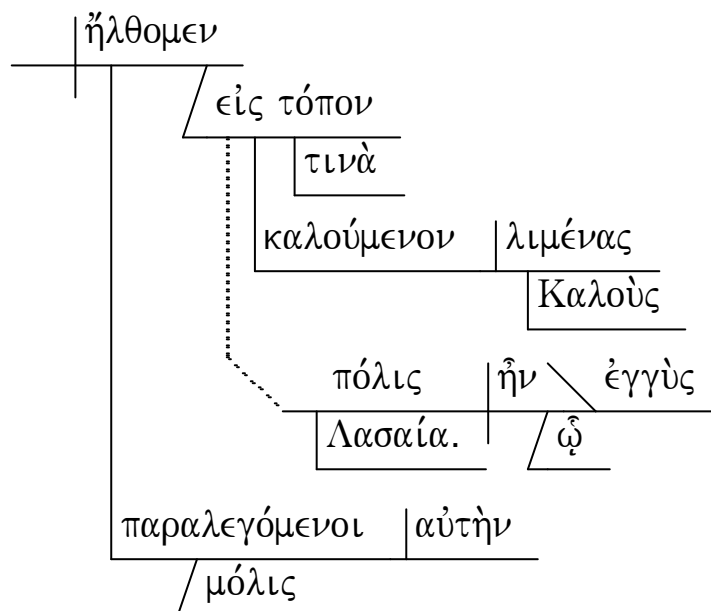 ἤλθομεν
εἰς τόπον
τινὰ
καλούμενον λιμένας
Καλοὺς
πόλις ἦν ἐγγὺς
Λασαία. ᾧ
παραλεγόμενοι αὐτὴν
μόλις